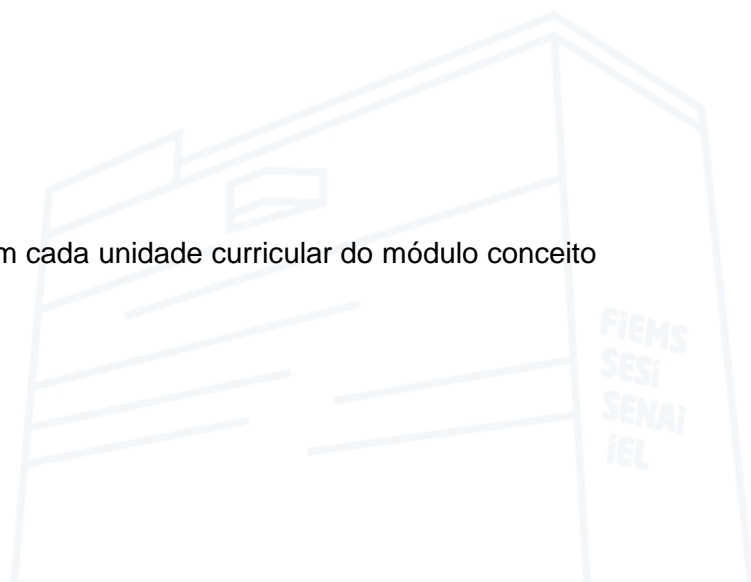 m cada unidade curricular do módulo conceito
FiEMS
SESi
SENAi
iEL